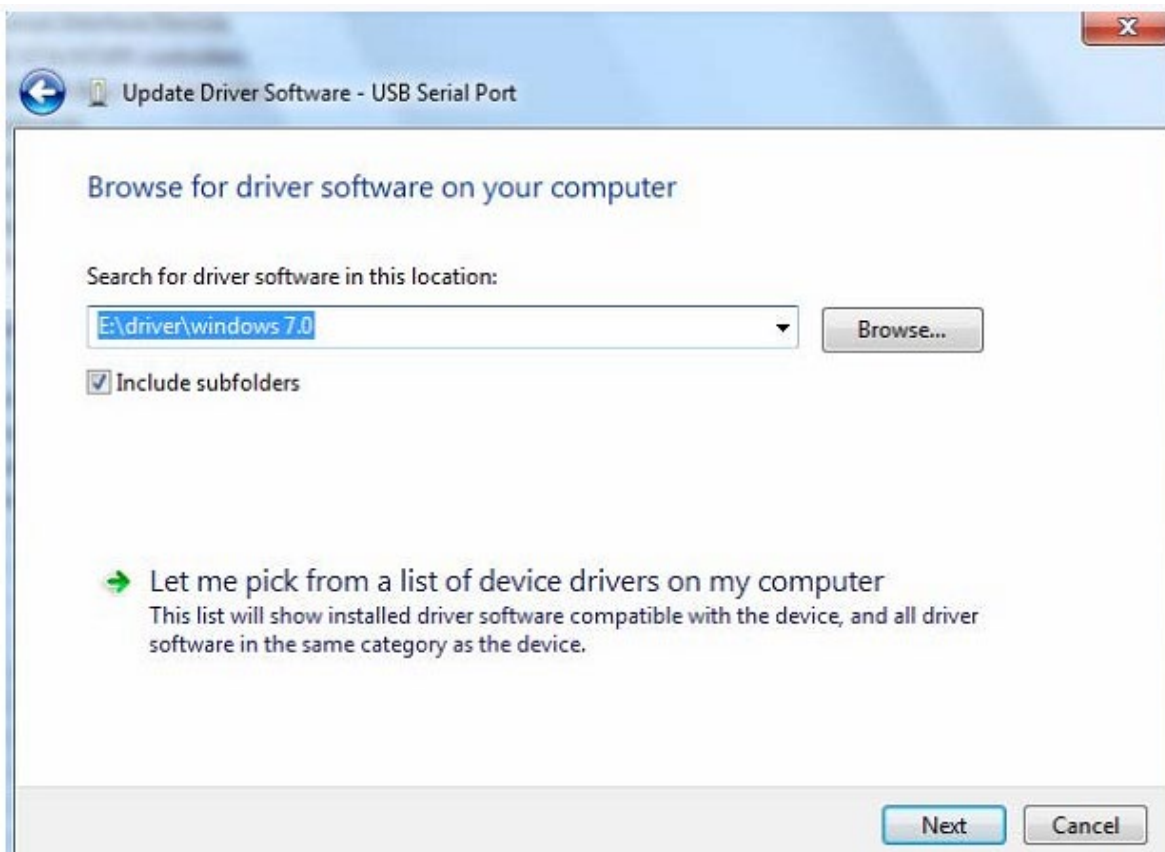 Update Driver Software - USB Serial Port
Browse for driver software on your computer
Search for driver software in this location:
E:\driver\windows 7.0
Browse...
Include subfolders
Let me pick from a list of device drivers on my computer
This list will show installed driver software compatible with the device, and all driver
software in the same category as the device.
Next
Cancel